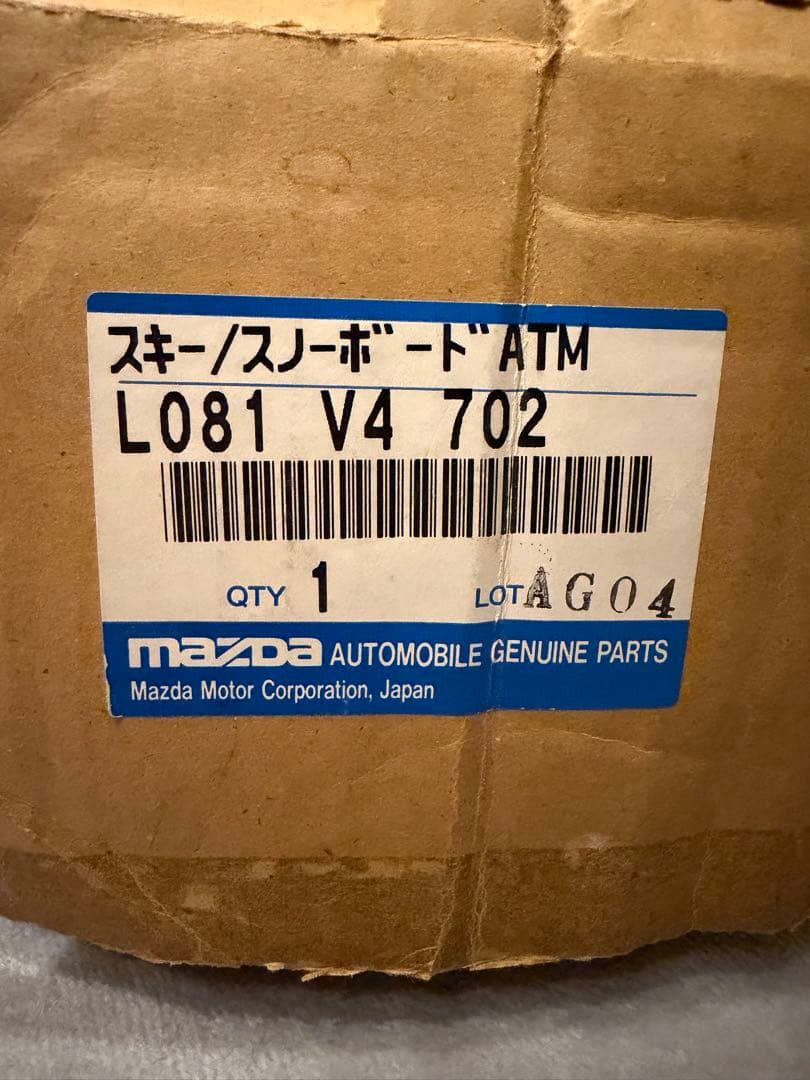 スキー/スノーボードATM
L081 V4 702
QTY 1 LOT AG04
mazda AUTOMOBILE GENUINE PARTS
Mazda Motor Corporation, Japan